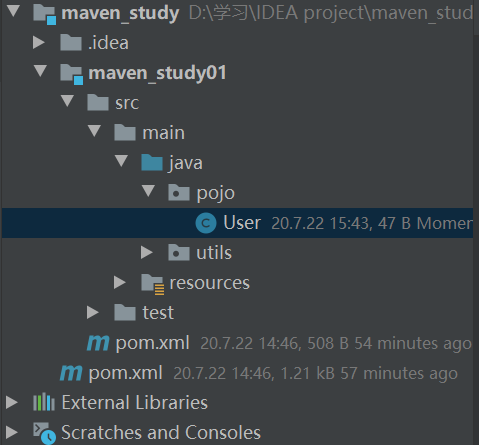 maven_study D:\学习\IDEA project\maven_stud
.idea
maven_study01
src
main
java
pojo
User 20.7.22 15:43, 47 B Momen
utils
resources
test
pom.xml 20.7.22 14:46, 508 B 54 minutes ago
pom.xml 20.7.22 14:46, 1.21 kB 57 minutes ago
External Libraries
Scratches and Consoles